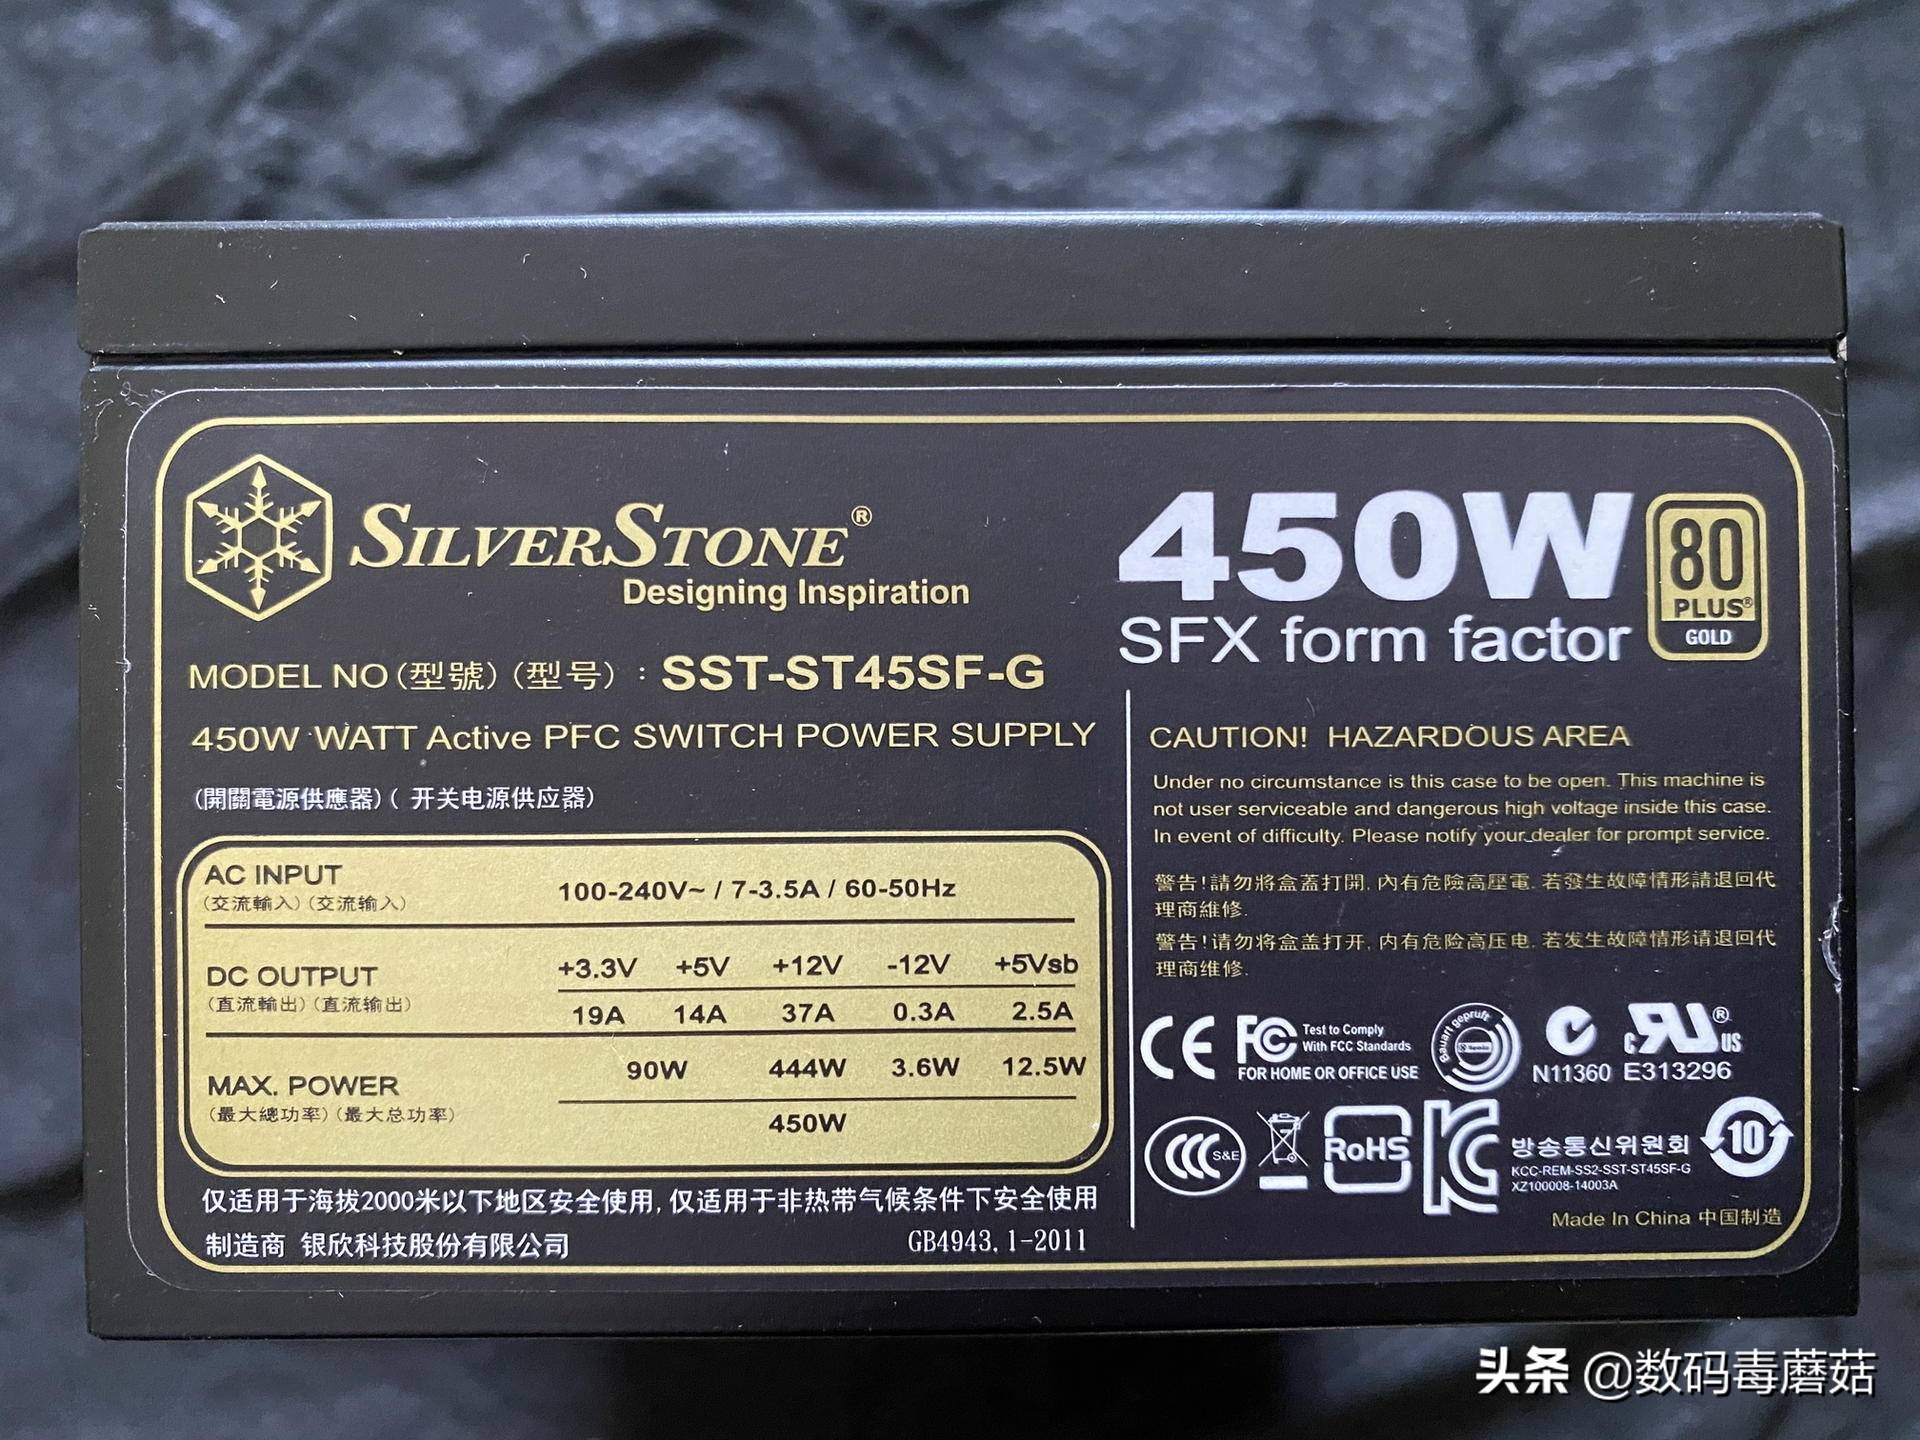 SILVERSTONE®
Designing Inspiration
MODEL NO (型號) (型号) : SST-ST45SF-G
450W WATT Active PFC SWITCH POWER SUPPLY
(開關電源供應器) ( 开关电源供应器)
AC INPUT
(交流輸入) (交流输入)
100-240V~ / 7-3.5A / 60-50Hz
DC OUTPUT
(直流輸出) (直流输出)
+3.3V +5V +12V -12V +5Vsb
19A 14A 37A 0.3A 2.5A
MAX. POWER
(最大總功率) (最大总功率)
90W 444W 3.6W 12.5W
450W
仅适用于海拔2000米以下地区安全使用,仅适用于非热带气候条件下安全使用
制造商 银欣科技股份有限公司
GB4943.1-2011
450W
SFX form factor
80
PLUS®
GOLD
CAUTION! HAZARDOUS AREA
Under no circumstance is this case to be open. This machine is
not user serviceable and dangerous high voltage inside this case.
In event of difficulty. Please notify your dealer for prompt service.
警告!請勿將盒蓋打開, 內有危險高壓電. 若發生故障情形請退回代
理商維修.
警告!请勿将盒盖打开, 内有危险高压电. 若发生故障情形请退回代
理商维修.
CE
FC
Test to Comply
With FCC Standards
FOR HOME OR OFFICE USE
Bauart geprüft
N11360
c RU® US
E313296
CCC S&E
RoHS
KC
방송통신위원회
KCC-REM-SS2-SST-ST45SF-G
XZ100008-14003A
10
Made In China 中国制造
头条 @数码毒蘑菇